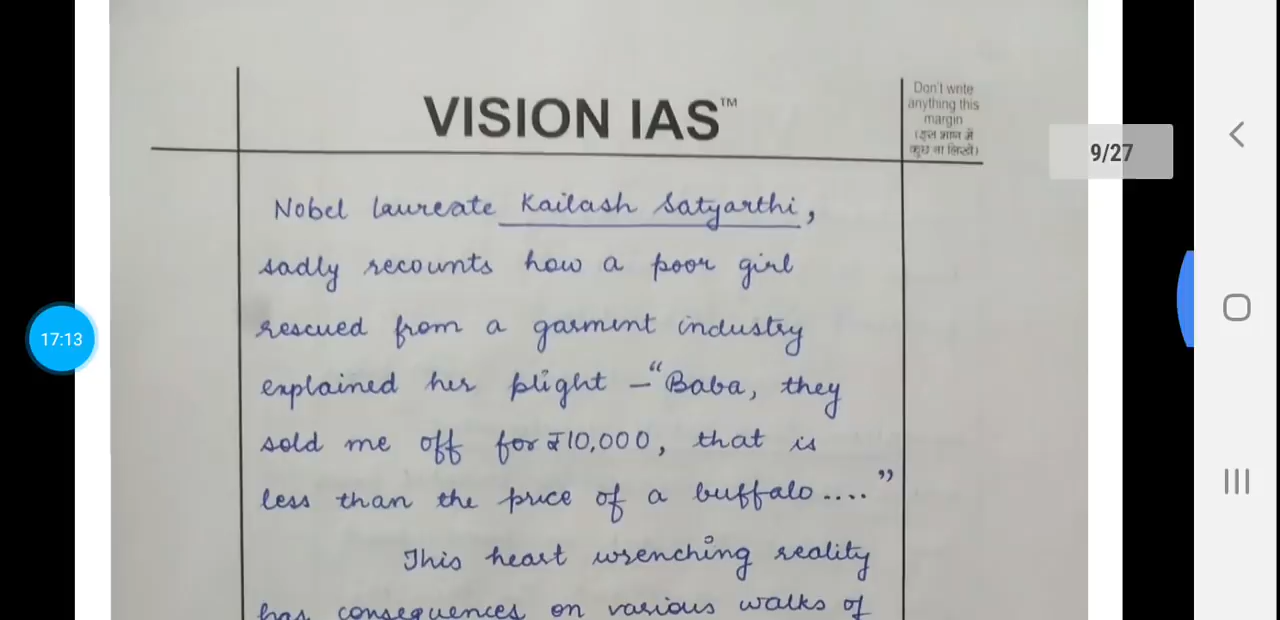 VISION IAS™
Don't write
anything this
margin
(इस भाग में
कुछ ना लिखें)
9/27
Nobel laureate Kailash Satyarthi,
sadly recounts how a poor girl
rescued from a garment industry
17:13
explained her plight – "Baba, they
sold me off for ₹10,000, that is
less than the price of a buffalo...."
This heart wrenching reality
has consequences on various walks of